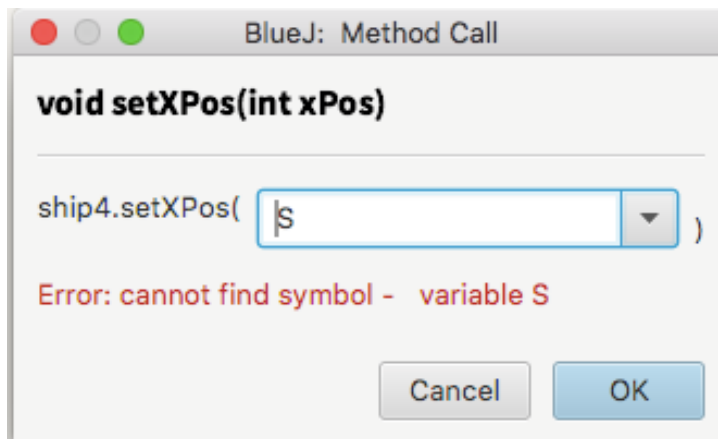 BlueJ: Method Call
void setXPos(int xPos)
ship4.setXPos( S )
Error: cannot find symbol - variable S
Cancel OK